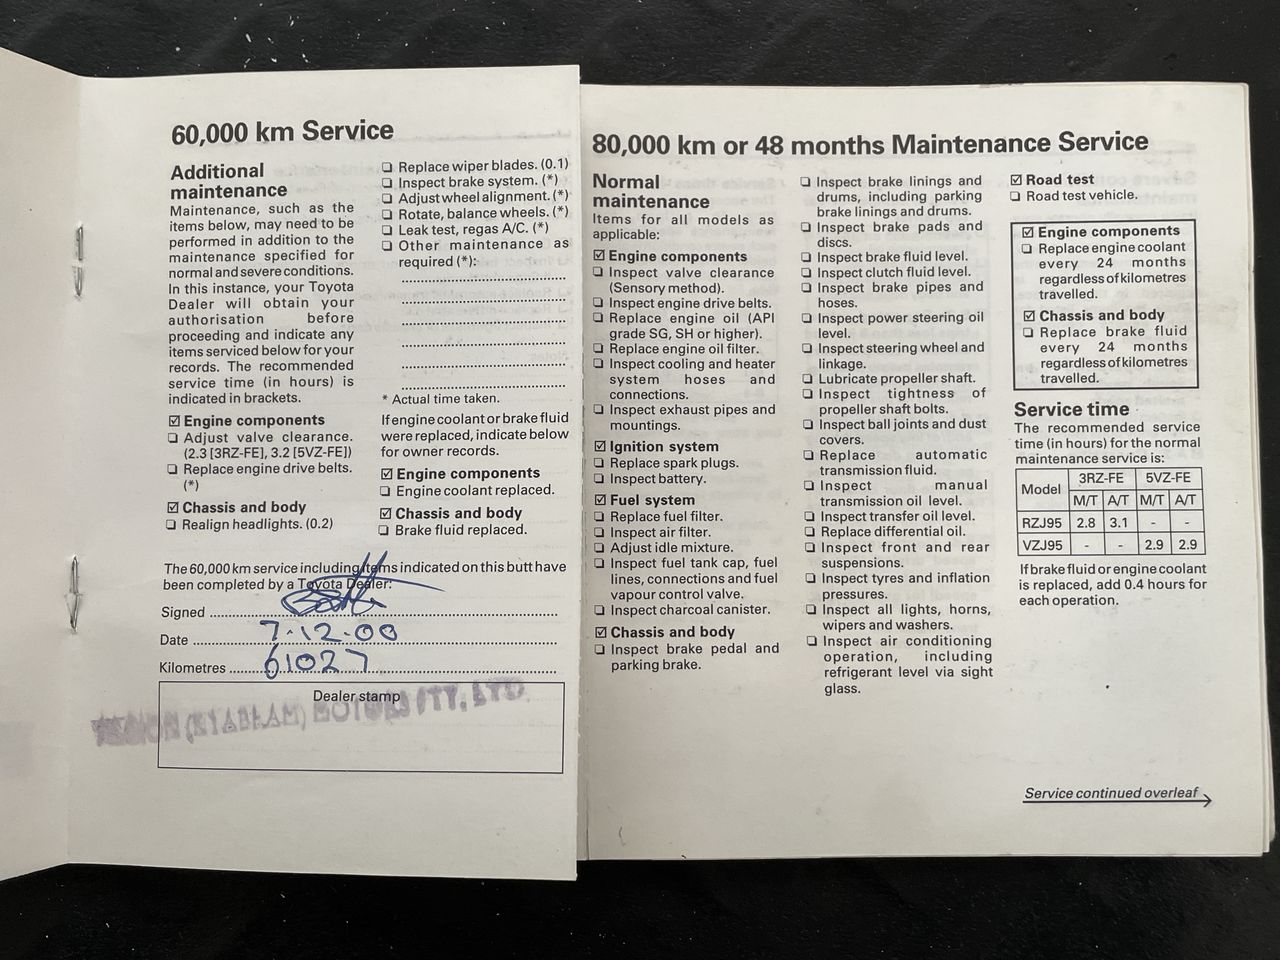 60,000 km Service
Additional
maintenance
Maintenance, such as the
items below, may need to be
performed in addition to the
maintenance specified for
normal and severe conditions.
In this instance, your Toyota
Dealer will obtain your
authorisation before
proceeding and indicate any
items serviced below for your
records. The recommended
service time (in hours) is
indicated in brackets.
☑ Engine components
❏ Adjust valve clearance.
(2.3 [3RZ-FE], 3.2 [5VZ-FE])
❏ Replace engine drive belts.
(*)
☑ Chassis and body
❏ Realign headlights. (0.2)
❏ Replace wiper blades. (0.1)
❏ Inspect brake system. (*)
❏ Adjust wheel alignment. (*)
❏ Rotate, balance wheels. (*)
❏ Leak test, regas A/C. (*)
❏ Other maintenance as
required (*):
* Actual time taken.
If engine coolant or brake fluid
were replaced, indicate below
for owner records.
☑ Engine components
❏ Engine coolant replaced.
☑ Chassis and body
❏ Brake fluid replaced.
The 60,000 km service including items indicated on this butt have
been completed by a Toyota Dealer:
Signed
Date 7.12.00
Kilometres 61027
Dealer stamp
MOTORS PTY. LTD.
80,000 km or 48 months Maintenance Service
Normal
maintenance
Items for all models as
applicable:
☑ Engine components
❏ Inspect valve clearance
(Sensory method).
❏ Inspect engine drive belts.
❏ Replace engine oil (API
grade SG, SH or higher).
❏ Replace engine oil filter.
❏ Inspect cooling and heater
system hoses and
connections.
❏ Inspect exhaust pipes and
mountings.
☑ Ignition system
❏ Replace spark plugs.
❏ Inspect battery.
☑ Fuel system
❏ Replace fuel filter.
❏ Inspect air filter.
❏ Adjust idle mixture.
❏ Inspect fuel tank cap, fuel
lines, connections and fuel
vapour control valve.
❏ Inspect charcoal canister.
☑ Chassis and body
❏ Inspect brake pedal and
parking brake.
❏ Inspect brake linings and
drums, including parking
brake linings and drums.
❏ Inspect brake pads and
discs.
❏ Inspect brake fluid level.
❏ Inspect clutch fluid level.
❏ Inspect brake pipes and
hoses.
❏ Inspect power steering oil
level.
❏ Inspect steering wheel and
linkage.
❏ Lubricate propeller shaft.
❏ Inspect tightness of
propeller shaft bolts.
❏ Inspect ball joints and dust
covers.
❏ Replace automatic
transmission fluid.
❏ Inspect manual
transmission oil level.
❏ Inspect transfer oil level.
❏ Replace differential oil.
❏ Inspect front and rear
suspensions.
❏ Inspect tyres and inflation
pressures.
❏ Inspect all lights, horns,
wipers and washers.
❏ Inspect air conditioning
operation, including
refrigerant level via sight
glass.
☑ Road test
❏ Road test vehicle.
☑ Engine components
❏ Replace engine coolant
every 24 months
regardless of kilometres
travelled.
☑ Chassis and body
❏ Replace brake fluid
every 24 months
regardless of kilometres
travelled.
Service time
The recommended service
time (in hours) for the normal
maintenance service is:
Model 3RZ-FE 5VZ-FE
M/T A/T M/T A/T
RZJ95 2.8 3.1 - -
VZJ95 - - 2.9 2.9
If brake fluid or engine coolant
is replaced, add 0.4 hours for
each operation.
Service continued overleaf